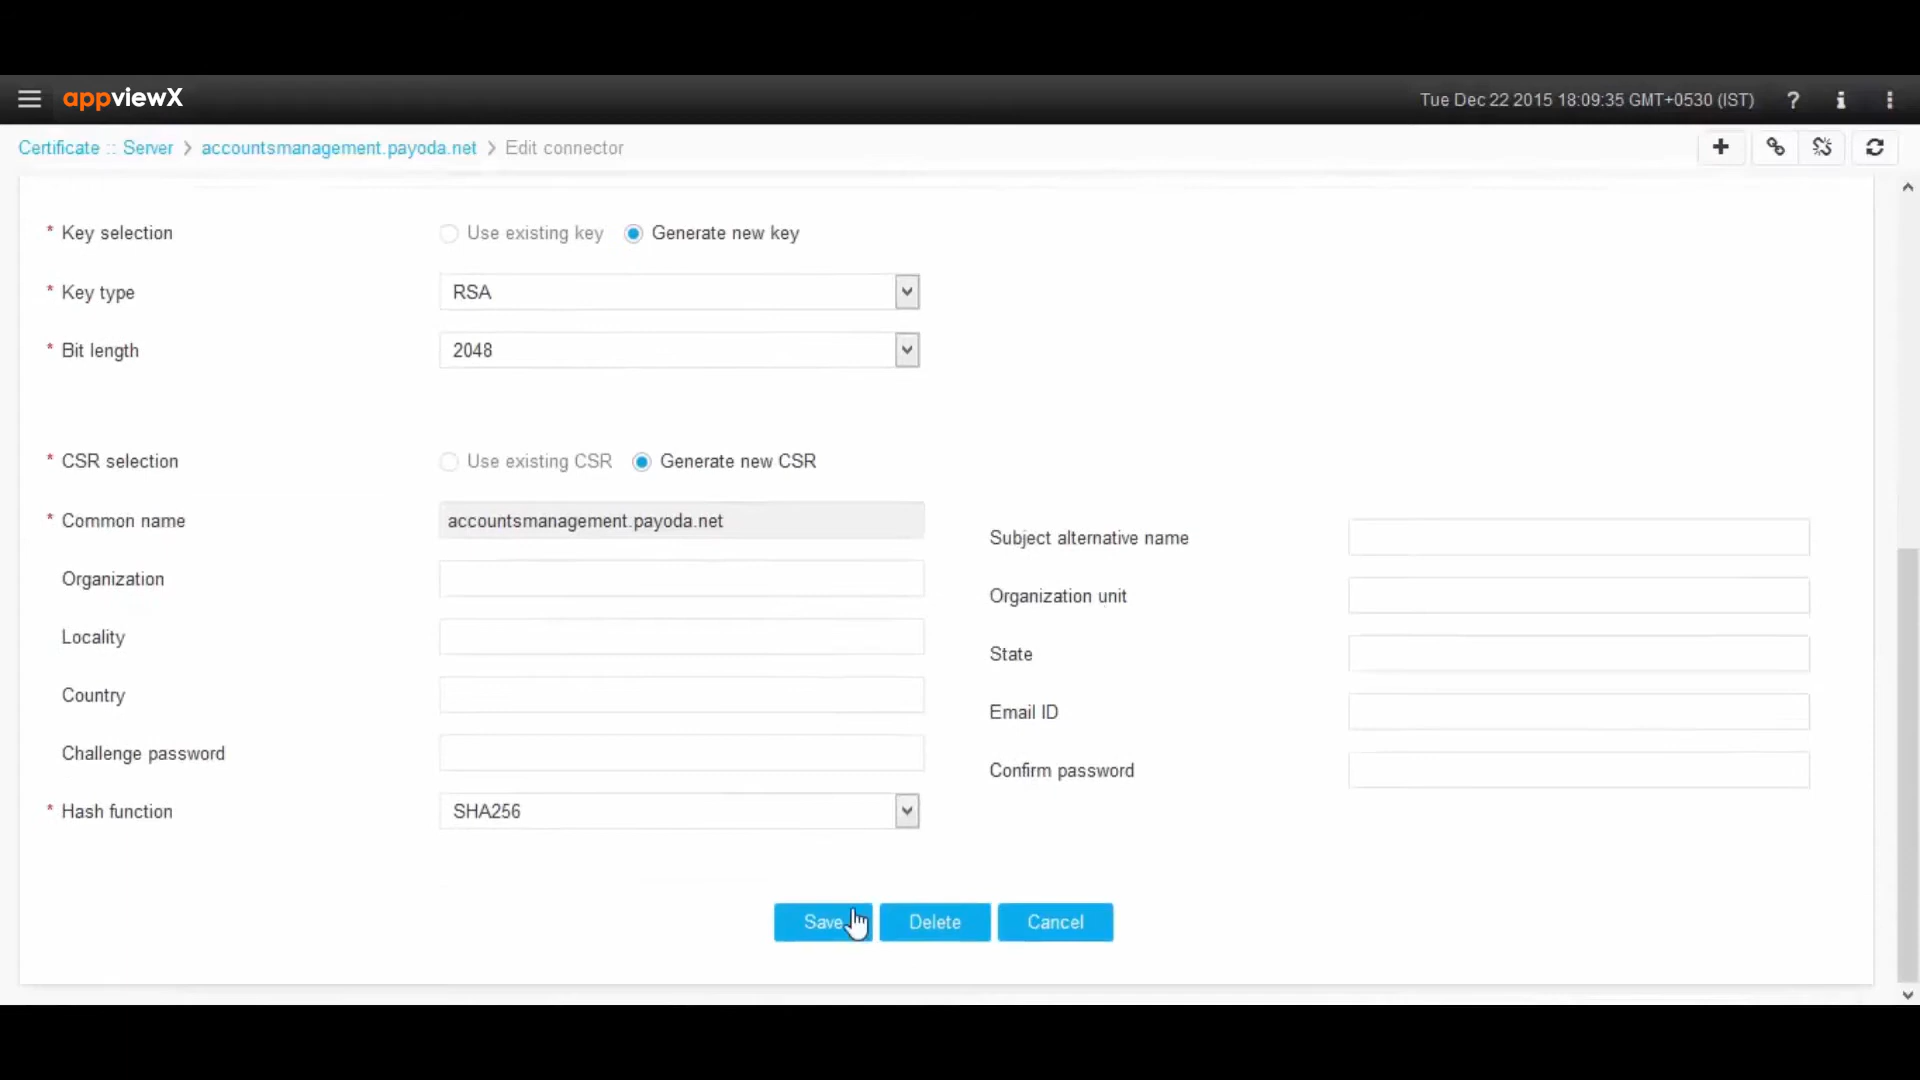 appviewX
Tue Dec 22 2015 18:09:35 GMT+0530 (IST)
Certificate :: Server > accountsmanagement.payoda.net > Edit connector
* Key selection Use existing key Generate new key
* Key type RSA
* Bit length 2048
* CSR selection Use existing CSR Generate new CSR
* Common name accountsmanagement.payoda.net
Subject alternative name
Organization
Organization unit
Locality
State
Country
Email ID
Challenge password
Confirm password
* Hash function SHA256
Save Delete Cancel